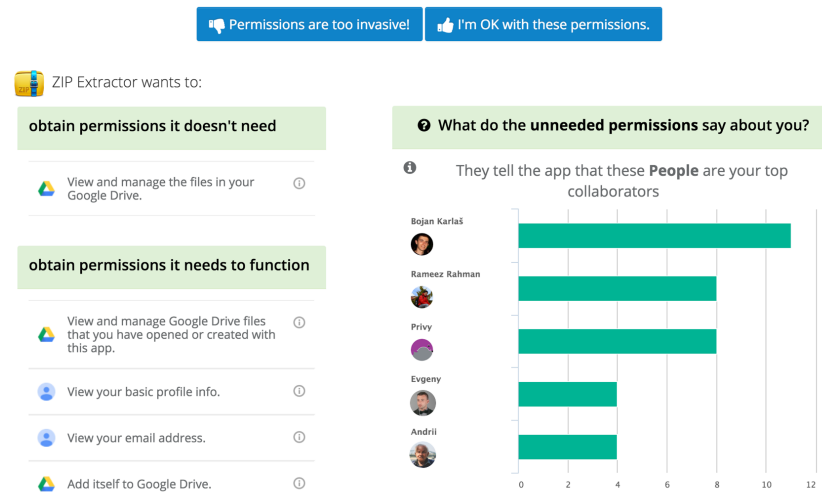 Permissions are too invasive!
I'm OK with these permissions.
ZIP
ZIP Extractor wants to:
obtain permissions it doesn't need
View and manage the files in your
Google Drive.
obtain permissions it needs to function
View and manage Google Drive files
that you have opened or created with
this app.
View your basic profile info.
View your email address.
Add itself to Google Drive.
What do the unneeded permissions say about you?
They tell the app that these People are your top
collaborators
Bojan Karlaš
Rameez Rahman
Privy
Evgeny
Andrii
0 2 4 6 8 10 12